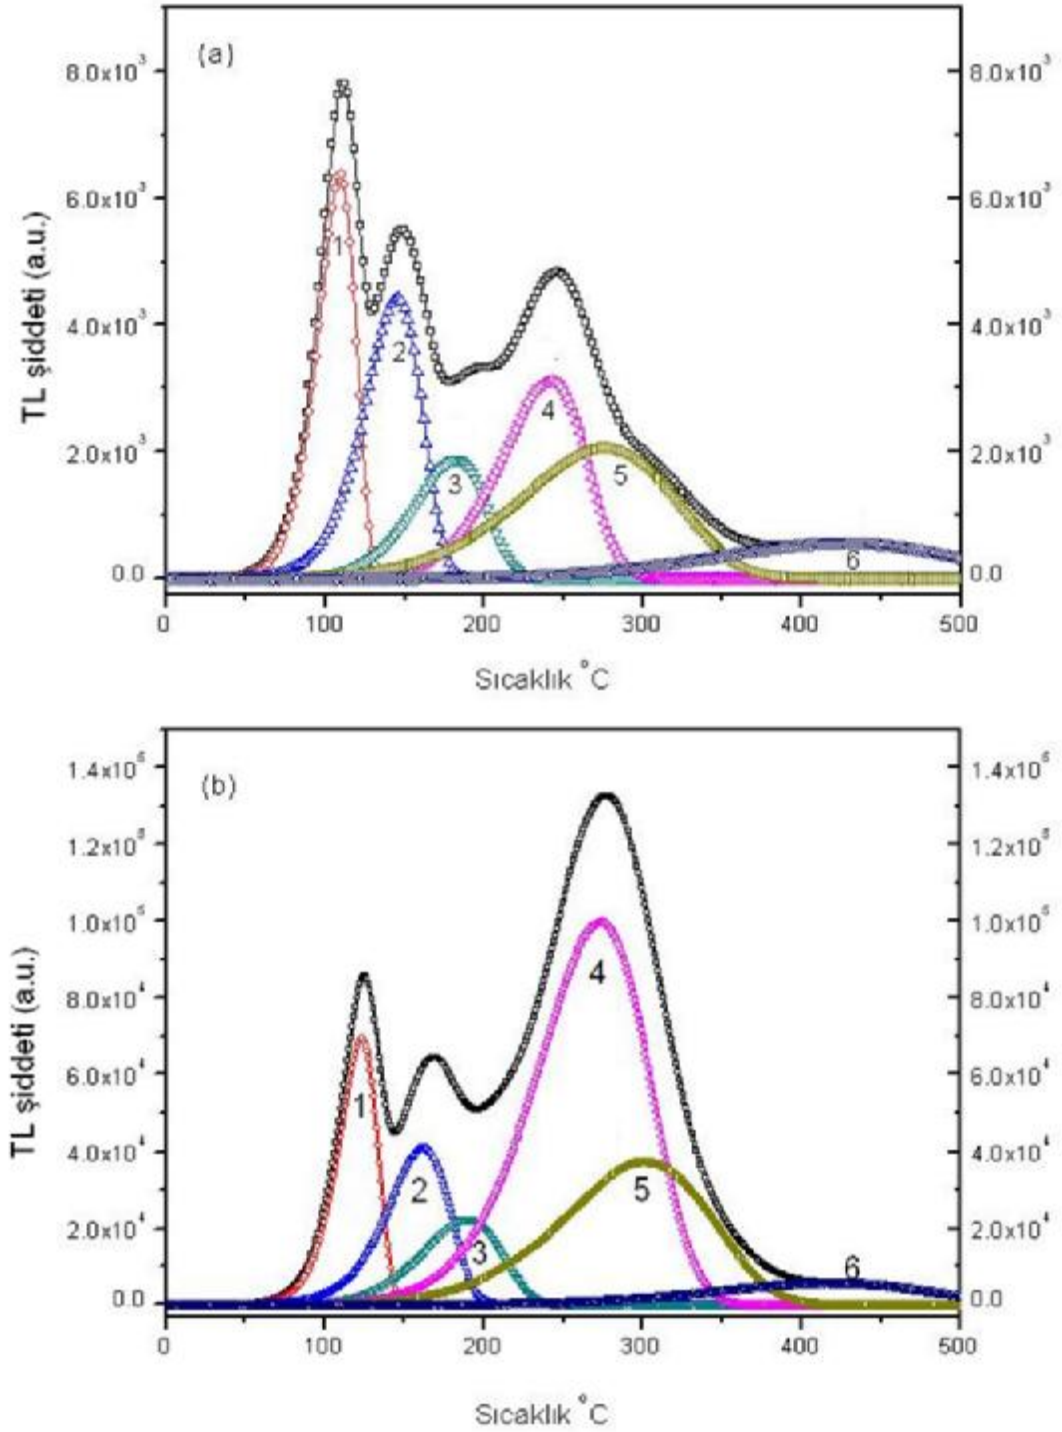 (a)
8.0x10³ 8.0x10³
6.0x10³ 6.0x10³
4.0x10³ 4.0x10³
2.0x10³ 2.0x10³
0.0 0.0
TL şiddeti (a.u.)
1
2
3
4
5
6
0 100 200 300 400 500
Sıcaklık °C
(b)
1.4x10⁵ 1.4x10⁵
1.2x10⁵ 1.2x10⁵
1.0x10⁵ 1.0x10⁵
8.0x10⁴ 8.0x10⁴
6.0x10⁴ 6.0x10⁴
4.0x10⁴ 4.0x10⁴
2.0x10⁴ 2.0x10⁴
0.0 0.0
TL şiddeti (a.u.)
1
2
3
4
5
6
0 100 200 300 400 500
Sıcaklık °C